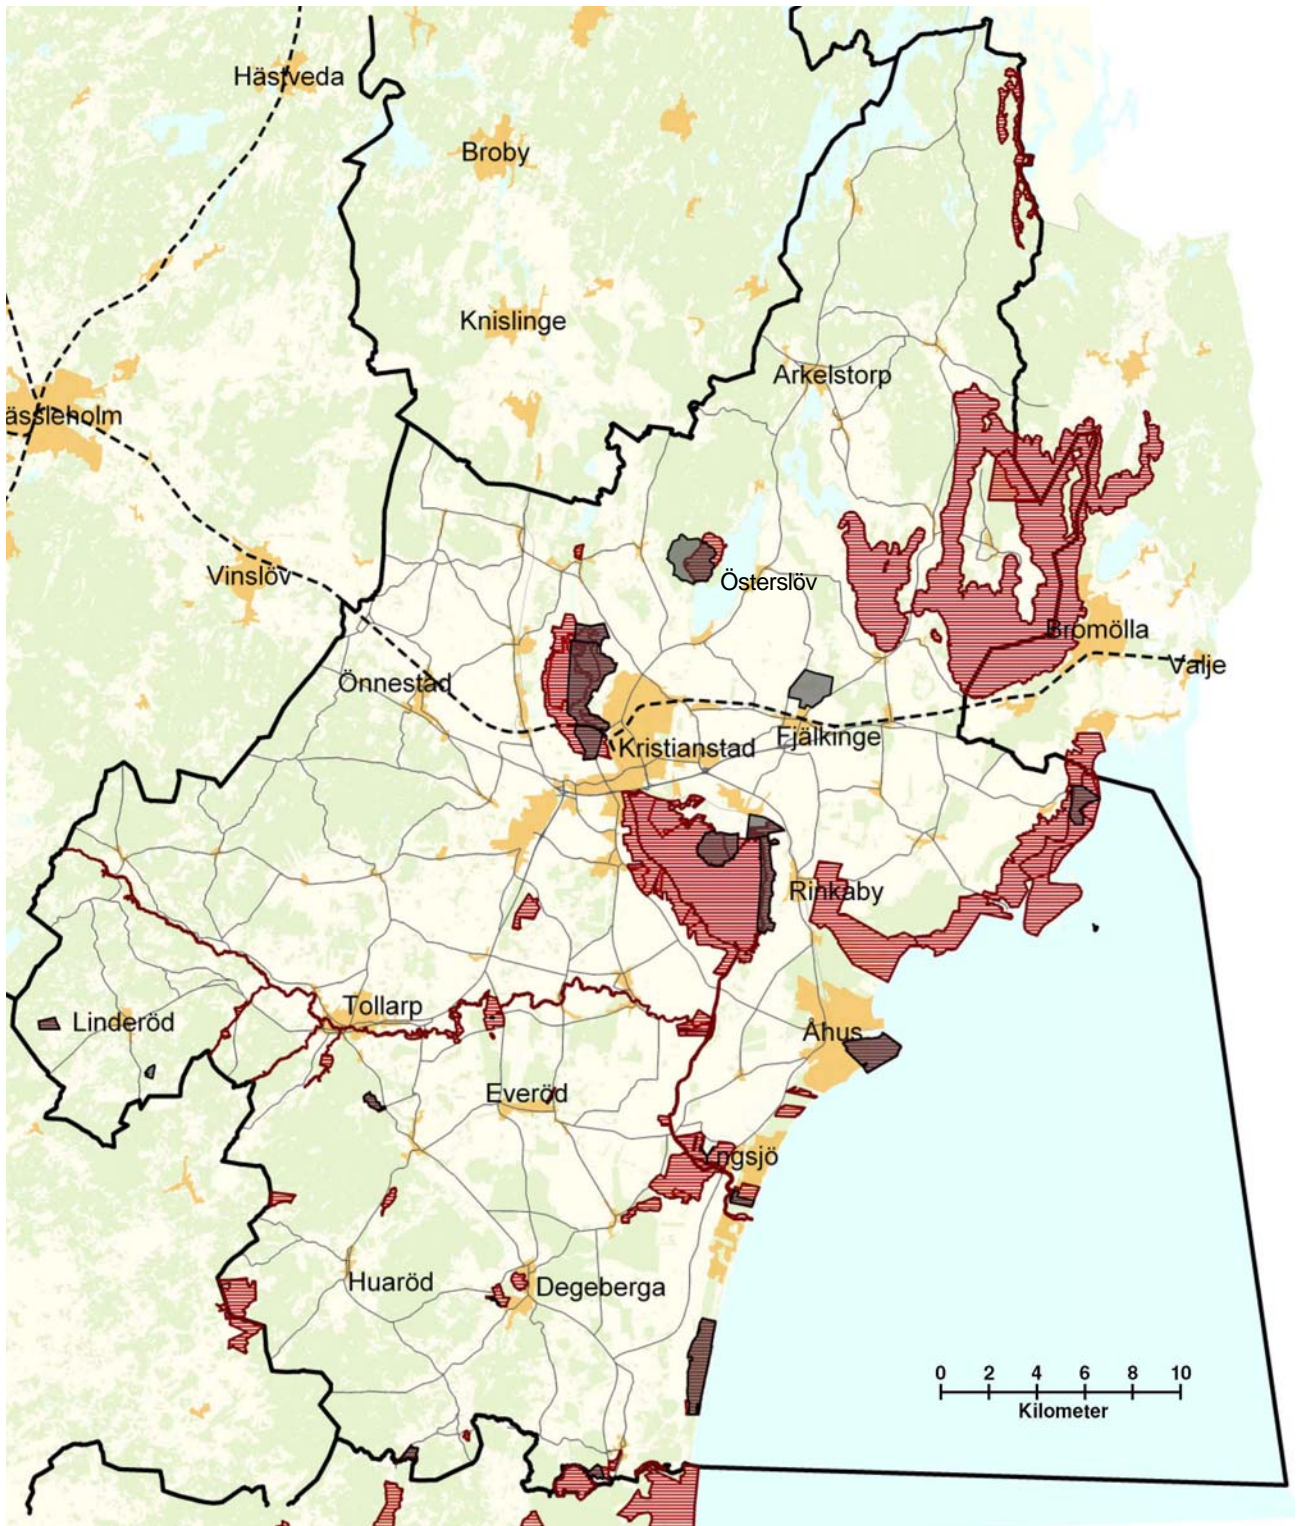 Hästveda
Broby
Knislinge
Arkelstorp
ässleholm
Vinslöv
Österslöv
Bromölla
Valje
Önnestad
Fjälkinge
Kristianstad
Rinkaby
Tollarp
Linderöd
Åhus
Everöd
Yngsjö
Huaröd
Degeberga
0 2 4 6 8 10
Kilometer